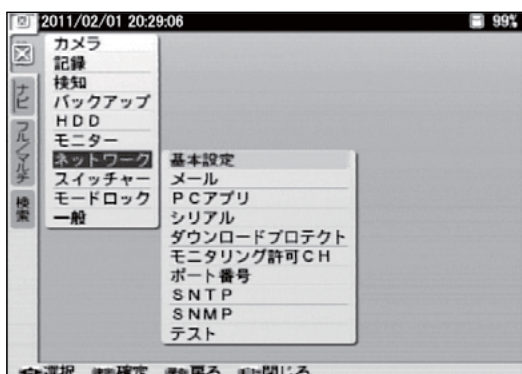 2011/02/01 20:29:06 99%
カメラ
記録
検知
バックアップ
HDD
モニター
ネットワーク
スイッチャー
モードロック
一般
基本設定
メール
PCアプリ
シリアル
ダウンロードプロテクト
モニタリング許可CH
ポート番号
SNTP
SNMP
テスト
ナビ
フル/マルチ
検索
選択 確定 戻る 閉じる